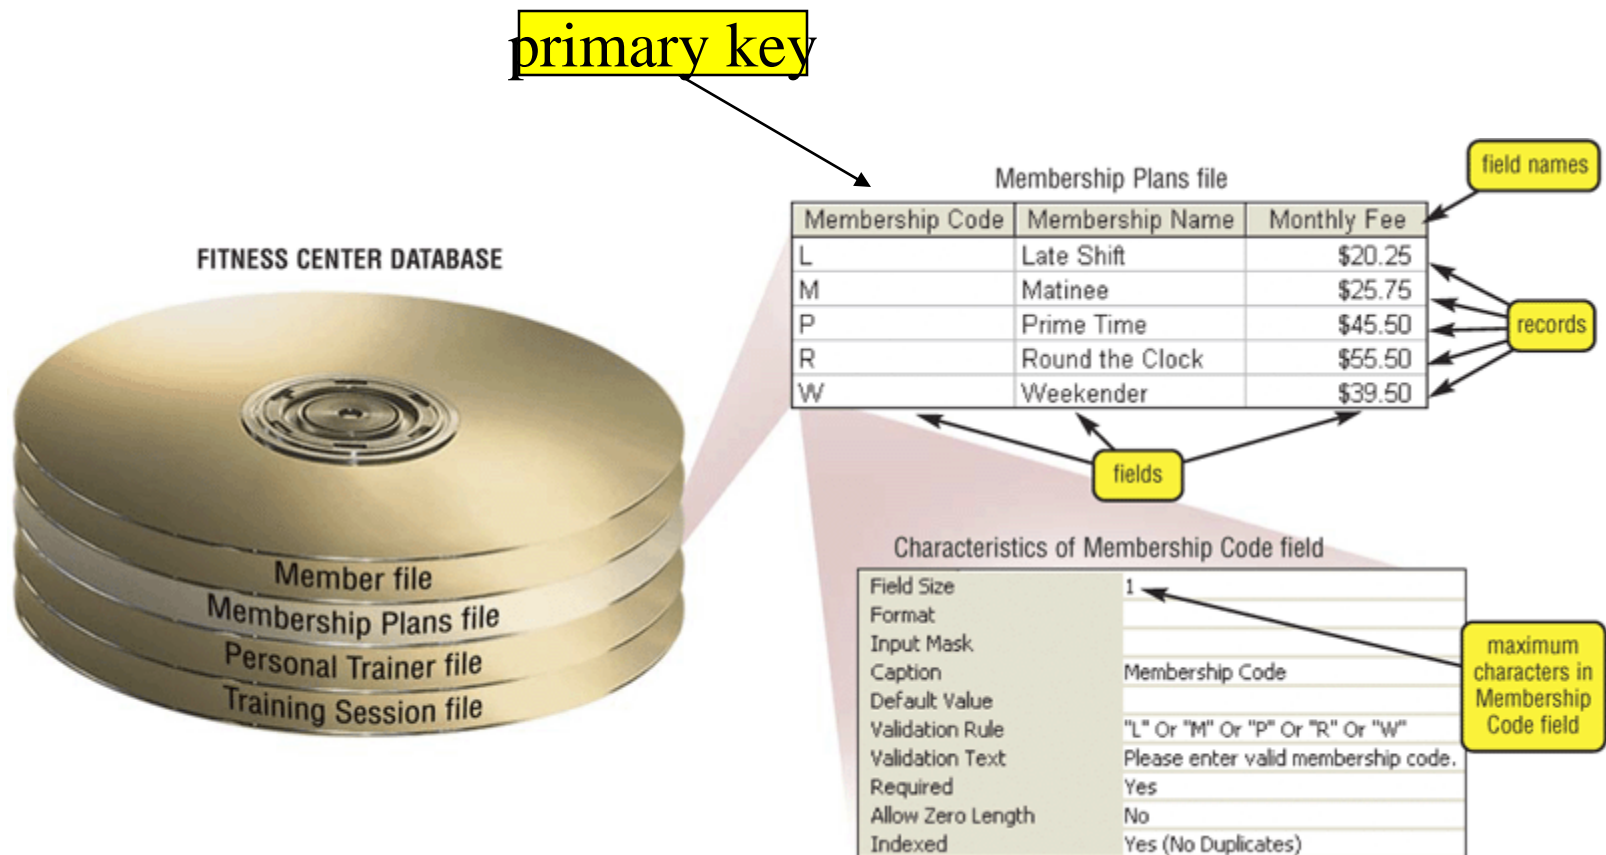 primary key
field names
Membership Plans file
Membership Code Membership Name Monthly Fee
L Late Shift $20.25
M Matinee $25.75
P Prime Time $45.50
R Round the Clock $55.50
W Weekender $39.50
records
fields
FITNESS CENTER DATABASE
Member file
Membership Plans file
Personal Trainer file
Training Session file
Characteristics of Membership Code field
Field Size 1
Format
Input Mask
Caption Membership Code
Default Value
Validation Rule "L" Or "M" Or "P" Or "R" Or "W"
Validation Text Please enter valid membership code.
Required Yes
Allow Zero Length No
Indexed Yes (No Duplicates)
maximum
characters in
Membership
Code field